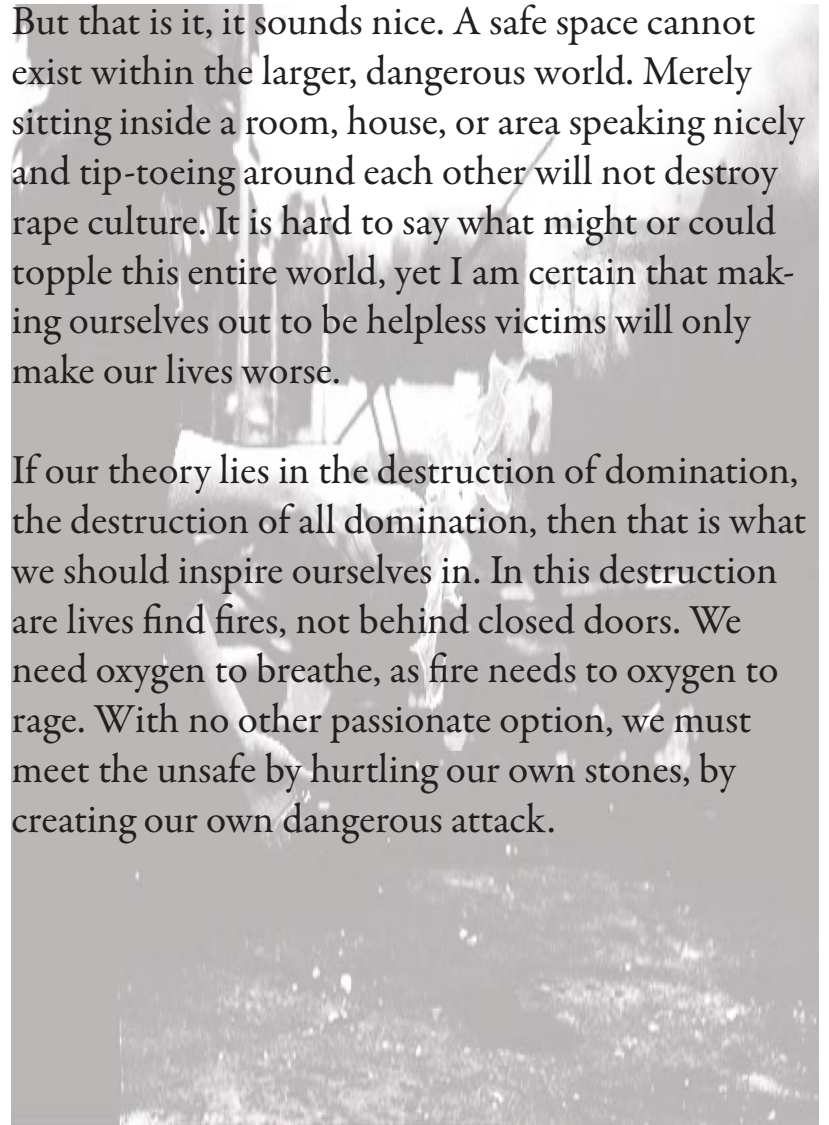 But that is it, it sounds nice. A safe space cannot
exist within the larger, dangerous world. Merely
sitting inside a room, house, or area speaking nicely
and tip-toeing around each other will not destroy
rape culture. It is hard to say what might or could
topple this entire world, yet I am certain that mak-
ing ourselves out to be helpless victims will only
make our lives worse.

If our theory lies in the destruction of domination,
the destruction of all domination, then that is what
we should inspire ourselves in. In this destruction
are lives find fires, not behind closed doors. We
need oxygen to breathe, as fire needs to oxygen to
rage. With no other passionate option, we must
meet the unsafe by hurtling our own stones, by
creating our own dangerous attack.